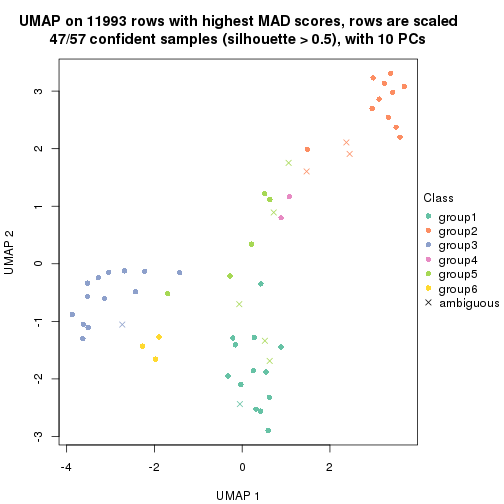 UMAP on 11993 rows with highest MAD scores, rows are scaled
47/57 confident samples (silhouette > 0.5), with 10 PCs
UMAP 2
3
2
1
0
-1
-2
-3
-4
-2
0
2
UMAP 1
Class
group1
group2
group3
group4
group5
group6
ambiguous